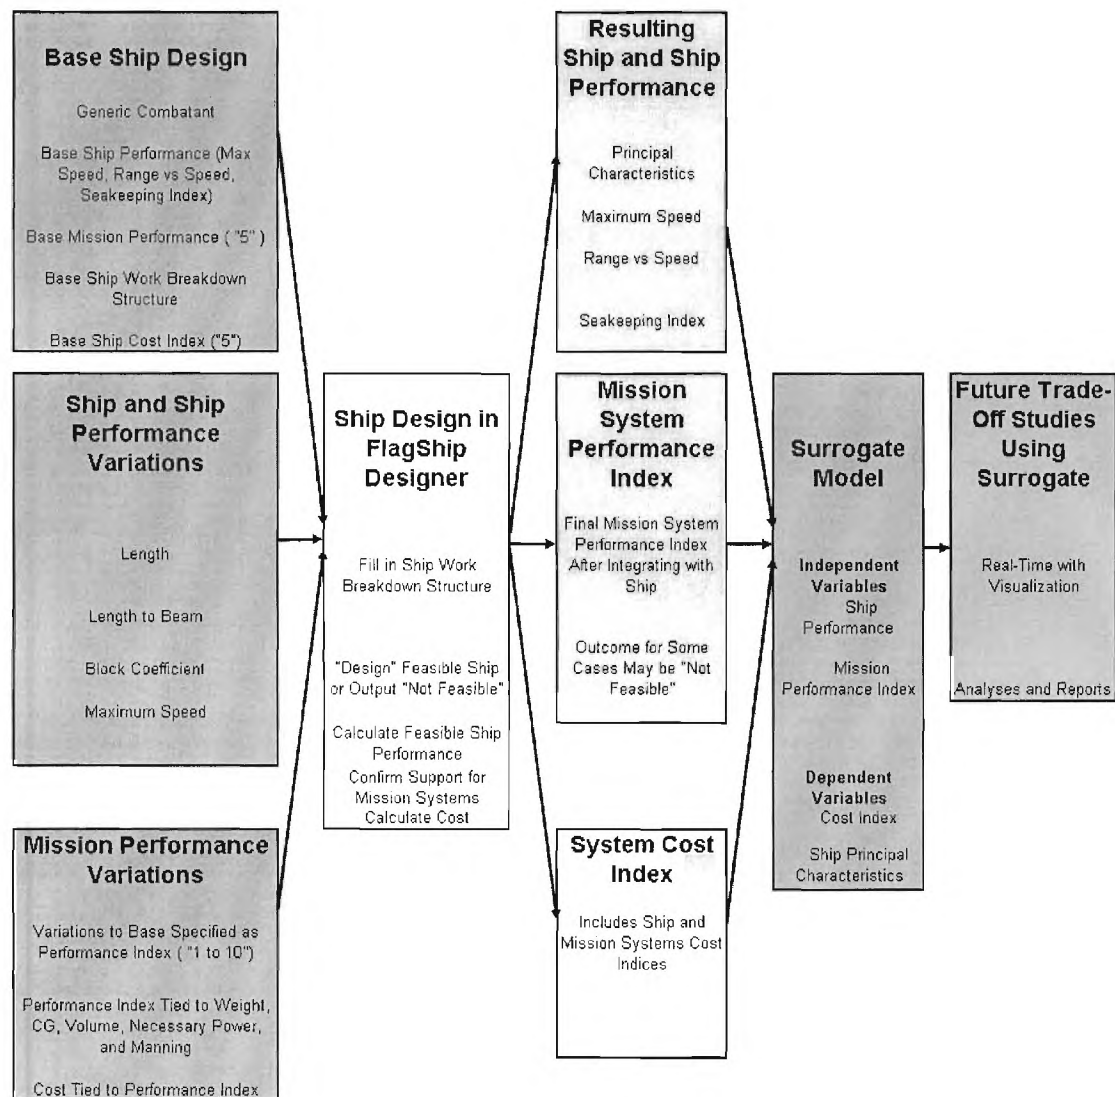 Base Ship Design
Generic Combatant
Base Ship Performance (Max
Speed, Range vs Speed,
Seakeeping Index)
Base Mission Performance ( "5" )
Base Ship Work Breakdown
Structure
Base Ship Cost Index ("5")
Ship and Ship
Performance
Variations
Length
Length to Beam
Block Coefficient
Maximum Speed
Mission Performance
Variations
Variations to Base Specified as
Performance Index ( "1 to 10")
Performance Index Tied to Weight,
CG, Volume, Necessary Power,
and Manning
Cost Tied to Performance Index
Ship Design in
FlagShip
Designer
Fill in Ship Work
Breakdown Structure
"Design" Feasible Ship
or Output "Not Feasible"
Calculate Feasible Ship
Performance
Confirm Support for
Mission Systems
Calculate Cost
Resulting
Ship and Ship
Performance
Principal
Characteristics
Maximum Speed
Range vs Speed
Seakeeping Index
Mission
System
Performance
Index
Final Mission System
Performance Index
After Integrating with
Ship
Outcome for Some
Cases May be "Not
Feasible"
System Cost
Index
Includes Ship and
Mission Systems Cost
Indices
Surrogate
Model
Independent
Variables
Ship
Performance
Mission
Performance Index
Dependent
Variables
Cost Index
Ship Principal
Characteristics
Future Trade-
Off Studies
Using
Surrogate
Real-Time with
Visualization
Analyses and Reports